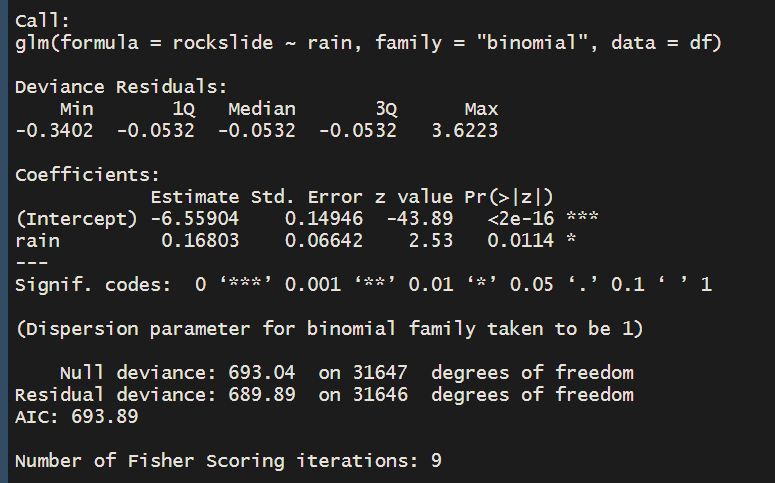 Call:
glm(formula = rockslide ~ rain, family = "binomial", data = df)
Deviance Residuals:
    Min       1Q   Median       3Q      Max
-0.3402  -0.0532  -0.0532  -0.0532   3.6223
Coefficients:
            Estimate Std. Error z value Pr(>|z|)
(Intercept) -6.55904    0.14946  -43.89   <2e-16 ***
rain         0.16803    0.06642    2.53   0.0114 *
---
Signif. codes:  0 ‘***’ 0.001 ‘**’ 0.01 ‘*’ 0.05 ‘.’ 0.1 ‘ ’ 1
(Dispersion parameter for binomial family taken to be 1)
    Null deviance: 693.04  on 31647  degrees of freedom
Residual deviance: 689.89  on 31646  degrees of freedom
AIC: 693.89
Number of Fisher Scoring iterations: 9